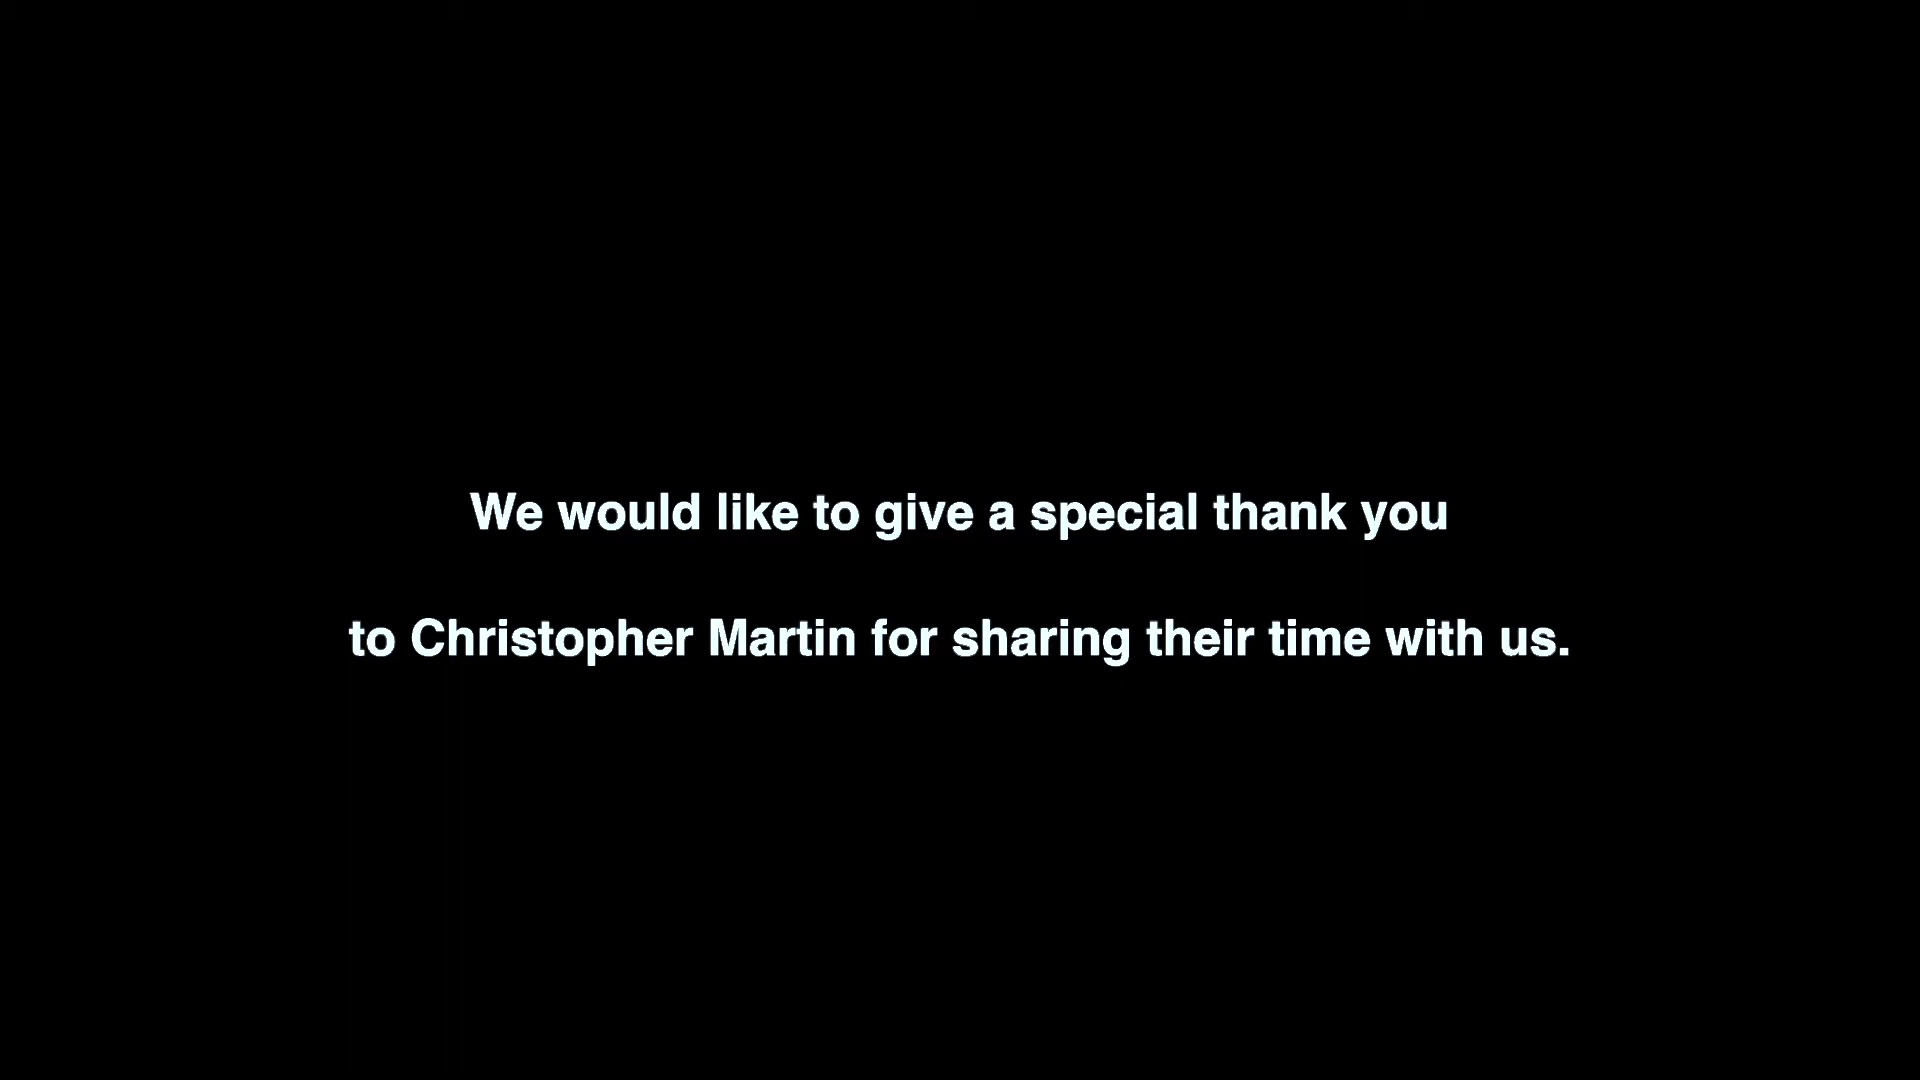 We would like to give a special thank you
to Christopher Martin for sharing their time with us.